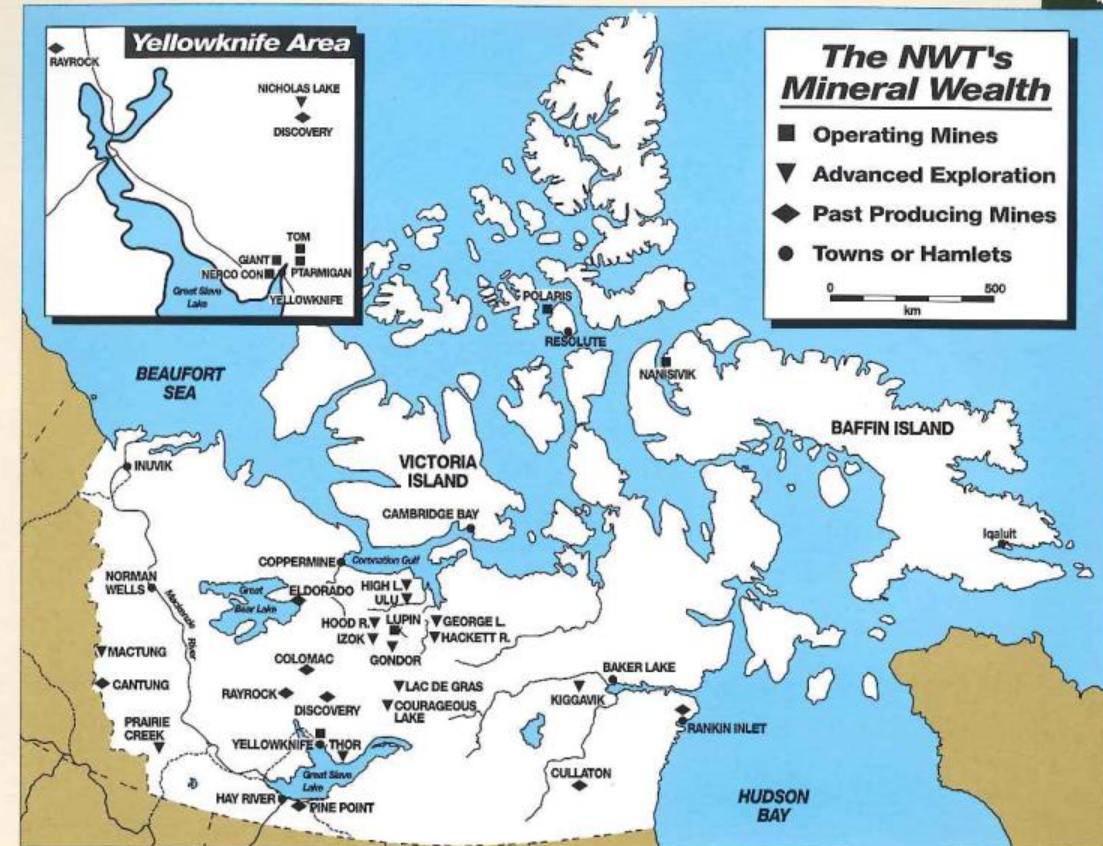 Yellowknife Area
RAYROCK
NICHOLAS LAKE
DISCOVERY
TOM
GIANT
NERCO CON
PTARMIGAN
Great Slave
Lake
YELLOWKNIFE
The NWT's
Mineral Wealth
Operating Mines
Advanced Exploration
Past Producing Mines
Towns or Hamlets
0 500
km
POLARIS
RESOLUTE
NANISIVIK
BEAUFORT
SEA
BAFFIN ISLAND
INUVIK
VICTORIA
ISLAND
CAMBRIDGE BAY
Iqaluit
COPPERMINE
Coronation Gulf
NORMAN
WELLS
Mackenzie River
Great
Bear Lake
ELDORADO
HIGH L.
ULU
HOOD R.
LUPIN
GEORGE L.
IZOK
HACKETT R.
GONDOR
MACTUNG
COLOMAC
CANTUNG
RAYROCK
DISCOVERY
LAC DE GRAS
COURAGEOUS
LAKE
BAKER LAKE
KIGGAVIK
RANKIN INLET
PRAIRIE
CREEK
YELLOWKNIFE
THOR
Great Slave
Lake
HAY RIVER
PINE POINT
CULLATON
HUDSON
BAY